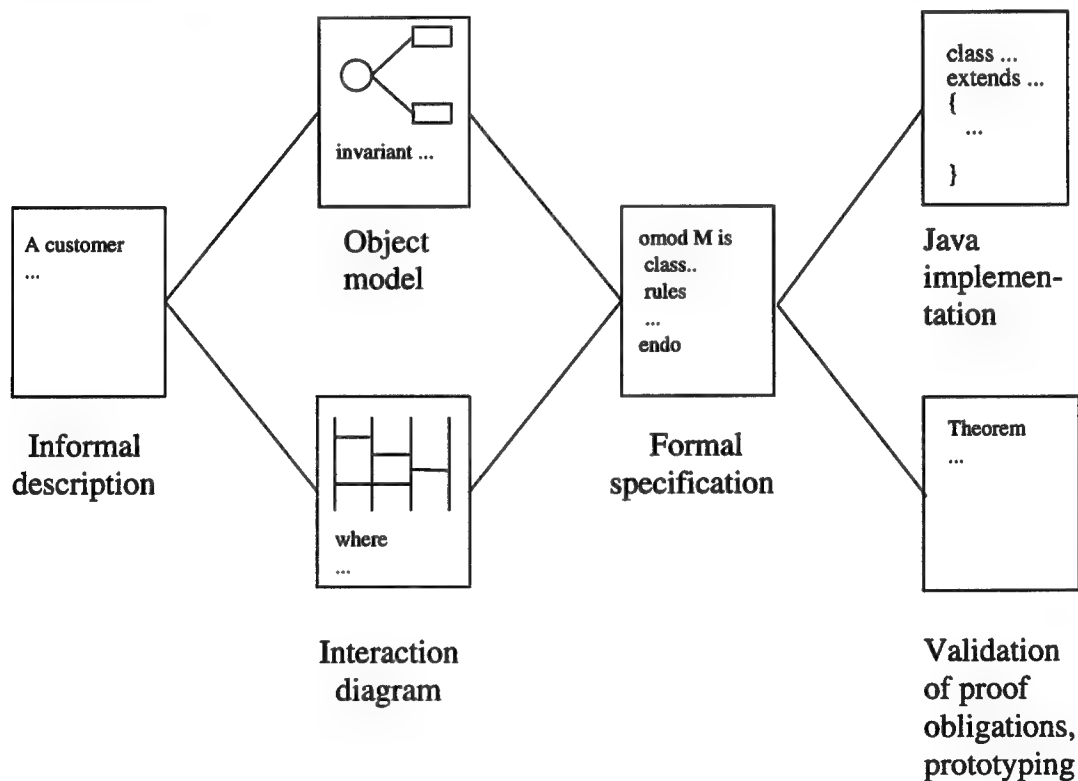 A customer
...
Informal
description
invariant ...
Object
model
where
...
Interaction
diagram
omod M is
class..
rules
...
endo
Formal
specification
class ...
extends ...
{
...
}
Java
implemen-
tation
Theorem
...
Validation
of proof
obligations,
prototyping